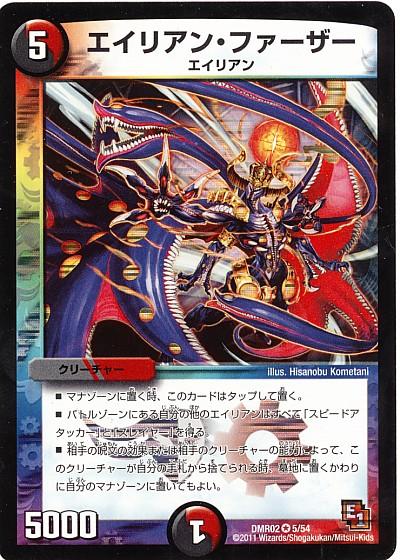 5
エイリアン・ファーザー
エイリアン
illus. Hisanobu Kometani
クリーチャー
■ マナゾーンに置く時、このカードはタップして置く。
■ バトルゾーンにある自分の他のエイリアンはすべて「スピードア
タッカー」と「スレイヤー」を得る。
■ 相手の呪文の効果または相手のクリーチャーの能力によって、こ
のクリーチャーが自分の手札から捨てられる時、墓地に置くかわり
に自分のマナゾーンに置いてもよい。
E1
5000
1
DMR02 ✪ 5/54
©2011 Wizards/Shogakukan/Mitsui-Kids